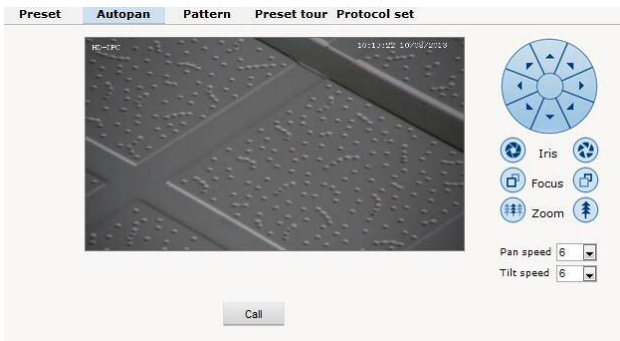 Preset Autopan Pattern Preset tour Protocol set
HD-IPC
Iris
Focus
Zoom
Pan speed 6
Tilt speed 6
Call